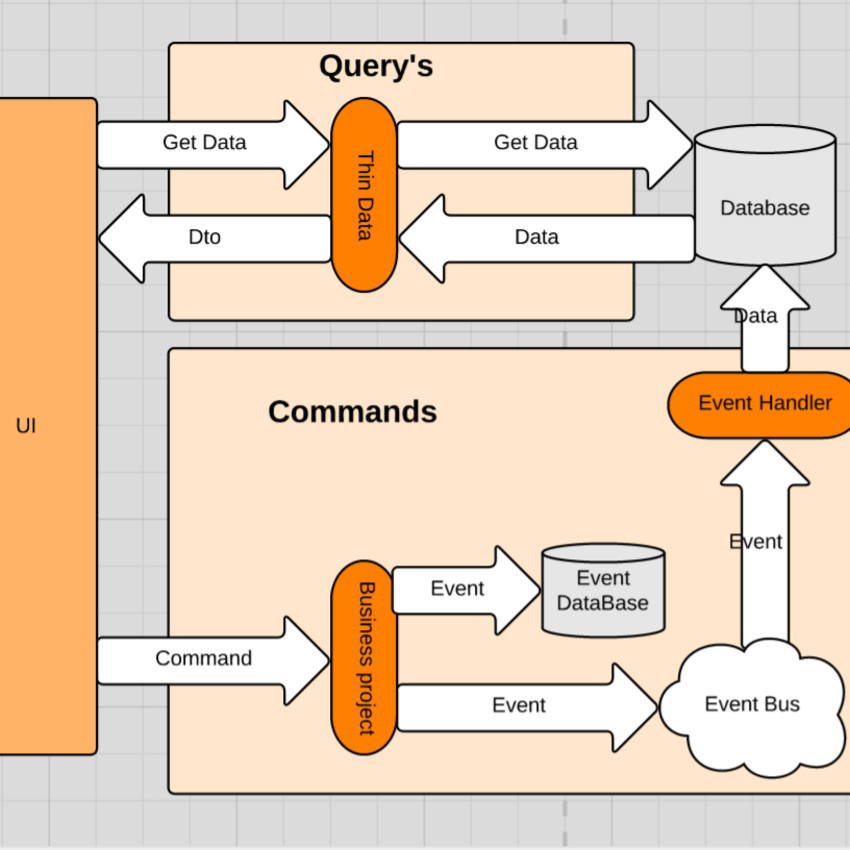 Query's
Get Data
Thin Data
Get Data
Database
Dto
Data
Data
UI
Commands
Event Handler
Event
Event
Event
DataBase
Business project
Command
Event
Event Bus